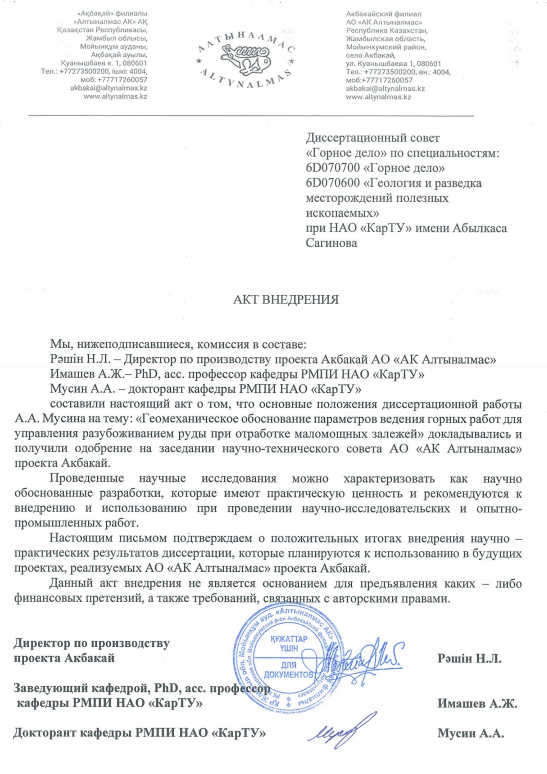 «Ақбақай» филиалы
«Алтыналмас АК» АҚ
Қазақстан Республикасы,
Жамбыл облысы,
Мойынқұм ауданы,
Ақбақай ауылы,
Қуанышбаев к. 1, 080601
Тел.: +77273500200, ішкі: 4004,
моб: +77717260057
akbakai@altynalmas.kz
www.altynalmas.kz
АЛТЫНАЛМАС
ALTYNALMAS
Акбакайский филиал
АО «АК Алтыналмас»
Республика Казахстан,
Жамбылская область,
Мойынкумский район,
село Акбакай,
ул. Куанышбаева 1, 080601
Тел.: +77273500200, вн.: 4004,
моб:+77717260057
akbakai@altynalmas.kz
www.altynalmas.kz
Диссертационный совет
«Горное дело» по специальностям:
6D070700 «Горное дело»
6D070600 «Геология и разведка
месторождений полезных
ископаемых»
при НАО «КарТУ» имени Абылкаса
Сагинова
АКТ ВНЕДРЕНИЯ
Мы, нижеподписавшиеся, комиссия в составе:
Рәшін Н.Л. – Директор по производству проекта Акбакай АО «АК Алтыналмас»
Имашев А.Ж.– PhD, асс. профессор кафедры РМПИ НАО «КарТУ»
Мусин А.А. – докторант кафедры РМПИ НАО «КарТУ»
составили настоящий акт о том, что основные положения диссертационной работы
А.А. Мусина на тему: «Геомеханическое обоснование параметров ведения горных работ для
управления разубоживанием руды при отработке маломощных залежей» докладывались и
получили одобрение на заседании научно-технического совета АО «АК Алтыналмас»
проекта Акбакай.
Проведенные научные исследования можно характеризовать как научно
обоснованные разработки, которые имеют практическую ценность и рекомендуются к
внедрению и использованию при проведении научно-исследовательских и опытно-
промышленных работ.
Настоящим письмом подтверждаем о положительных итогах внедрения научно –
практических результатов диссертации, которые планируются к использованию в будущих
проектах, реализуемых АО «АК Алтыналмас» проекта Акбакай.
Данный акт внедрения не является основанием для предъявления каких – либо
финансовых претензий, а также требований, связанных с авторскими правами.
ҚҰЖАТТАР
ҮШІН
ДЛЯ
ДОКУМЕНТОВ
Директор по производству
проекта Акбакай Рәшін Н.Л.
Заведующий кафедрой, PhD, асс. профессор
кафедры РМПИ НАО «КарТУ» Имашев А.Ж.
Докторант кафедры РМПИ НАО «КарТУ» Мусин А.А.